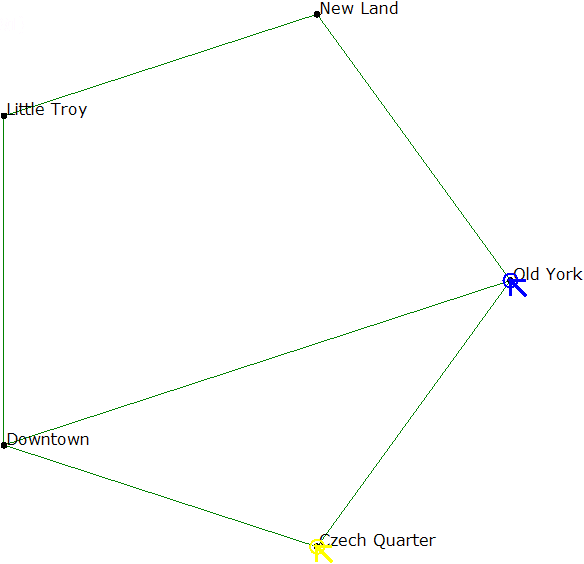 New Land
Little Troy
Old York
Downtown
Czech Quarter